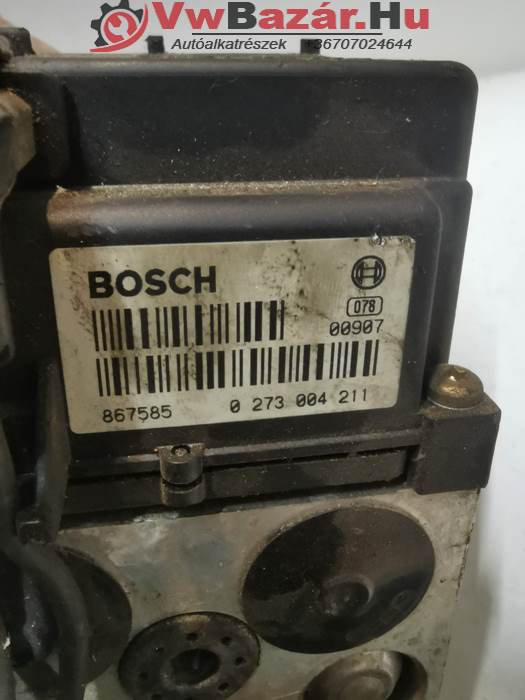 VwBazár.Hu
Autóalkatrészek +36707024644
BOSCH
078
00907
867585 0 273 004 211